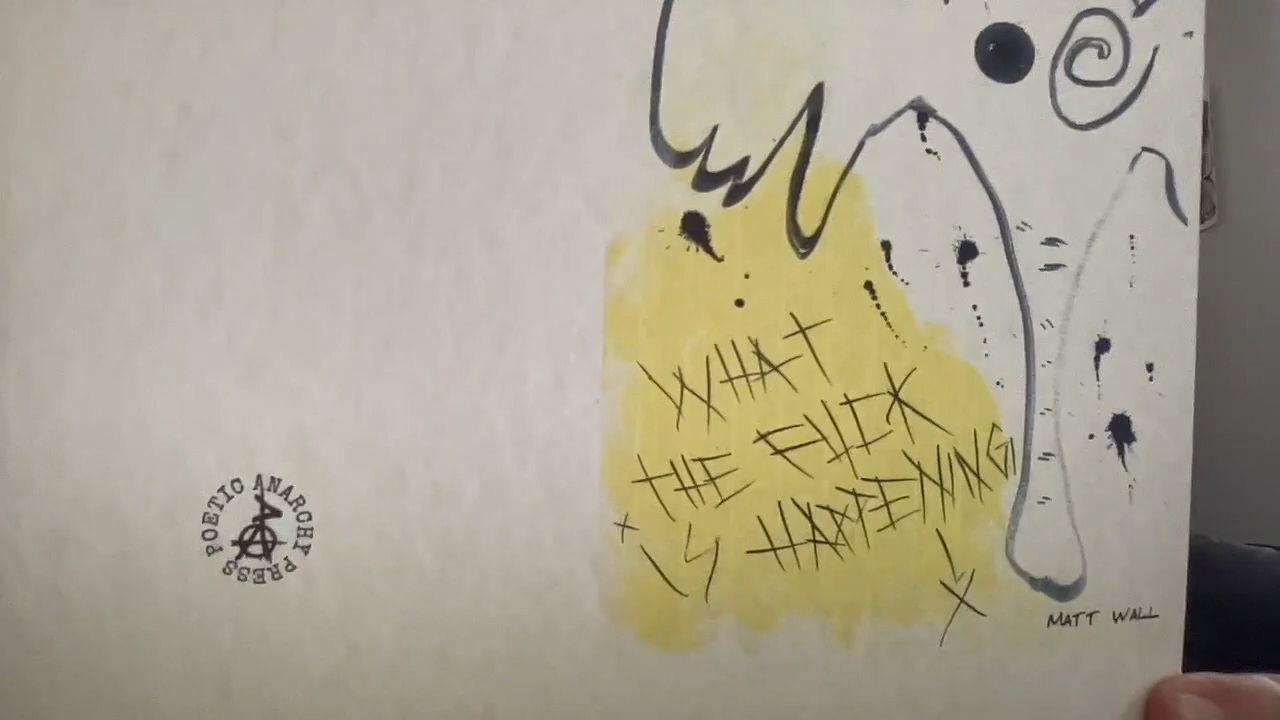 WHAT
THE FUCK
IS HAPPENING
MATT WALL
POETIC ANARCHY PRESS